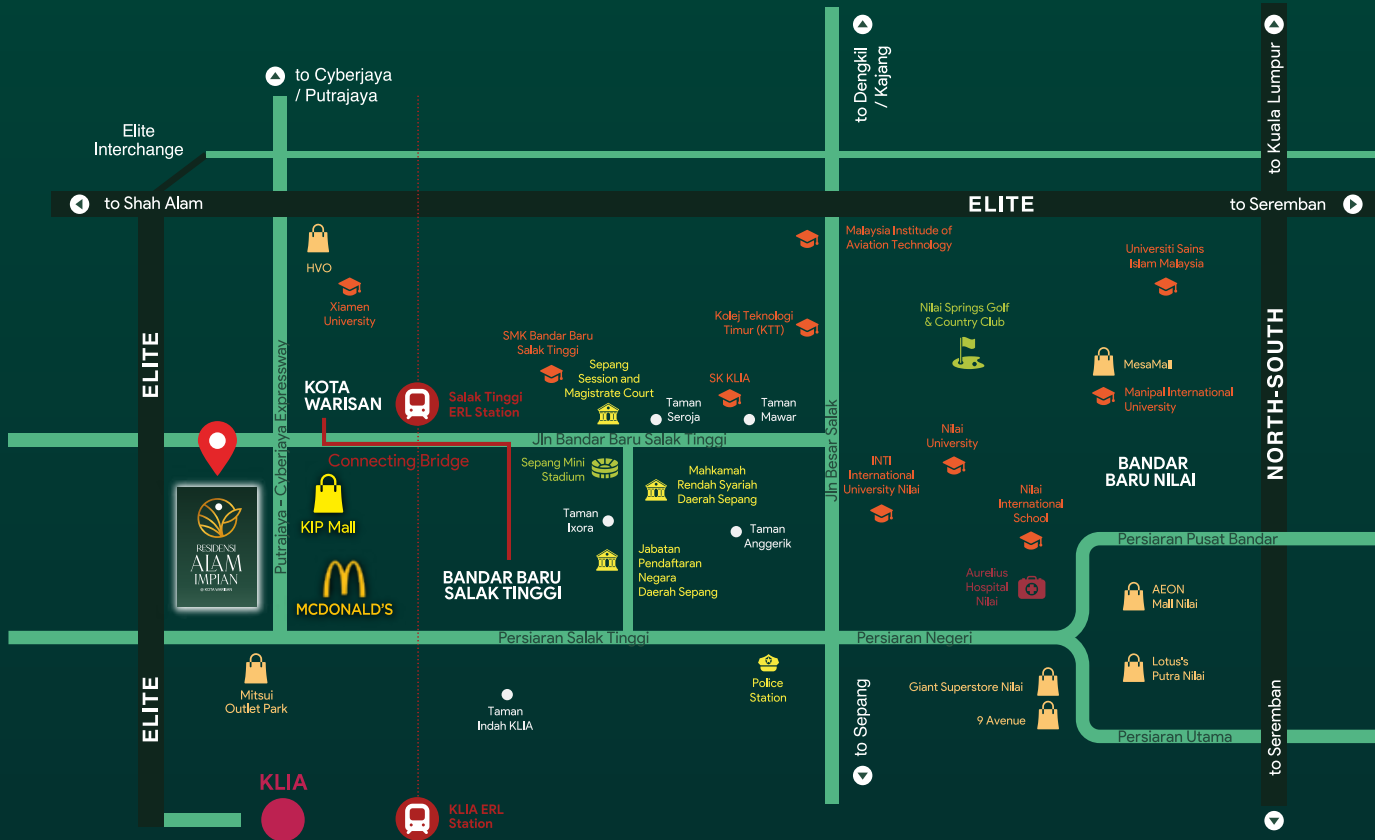 to Cyberjaya
/ Putrajaya
to Dengkil
/ Kajang
to Kuala Lumpur
Elite
Interchange
to Shah Alam
ELITE
to Seremban
HVO
Xiamen
University
Malaysia Institute of
Aviation Technology
Universiti Sains
Islam Malaysia
Nilai Springs Golf
& Country Club
Kolej Teknologi
Timur (KTT)
SMK Bandar Baru
Salak Tinggi
Sepang
Session and
Magistrate Court
SK KLIA
MesaMall
Manipal International
University
ELITE
Putrajaya - Cyberjaya Expressway
KOTA
WARISAN
Salak Tinggi
ERL Station
Taman
Seroja
Taman
Mawar
Jln Besar Salak
NORTH-SOUTH
Jln Bandar Baru Salak Tinggi
Connecting Bridge
Sepang Mini
Stadium
Mahkamah
Rendah Syariah
Daerah Sepang
Nilai
University
INTI
International
University Nilai
BANDAR
BARU NILAI
Nilai
International
School
RESIDENSI
ALAM
IMPIAN
@ KOTA WARISAN
KIP Mall
Taman
Ixora
Taman
Anggerik
Persiaran Pusat Bandar
MCDONALD'S
BANDAR BARU
SALAK TINGGI
Jabatan
Pendaftaran
Negara
Daerah Sepang
Aurelius
Hospital
Nilai
AEON
Mall Nilai
Persiaran Salak Tinggi
Persiaran Negeri
Mitsui
Outlet Park
Police
Station
Giant Superstore Nilai
Lotus's
Putra Nilai
ELITE
Taman
Indah KLIA
to Sepang
9 Avenue
Persiaran Utama
to Seremban
KLIA
KLIA ERL
Station